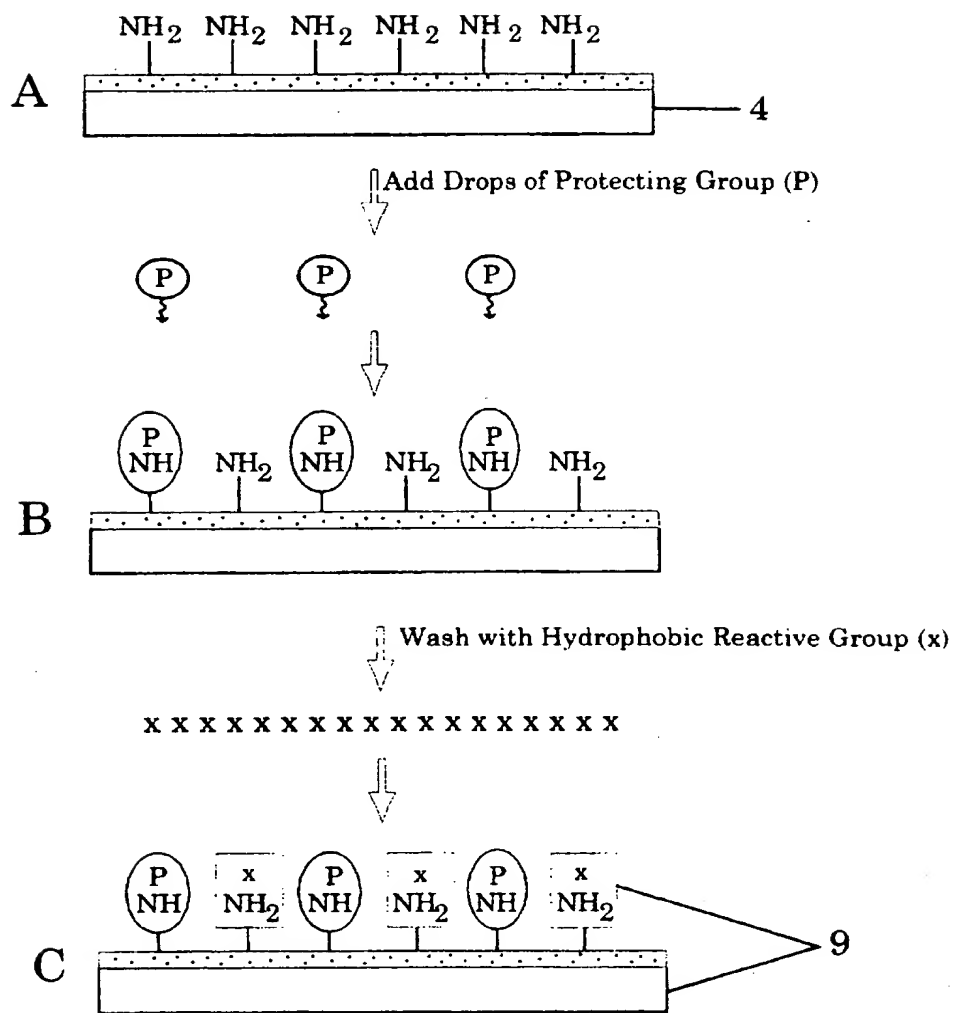 NH2 NH2 NH2 NH2 NH2 NH2
A
4
Add Drops of Protecting Group (P)
P P P
P P P
NH NH2 NH NH2 NH NH2
B
Wash with Hydrophobic Reactive Group (x)
x x x x x x x x x x x x x x x x x x
P x P x P x
NH NH2 NH NH2 NH NH2
9
C